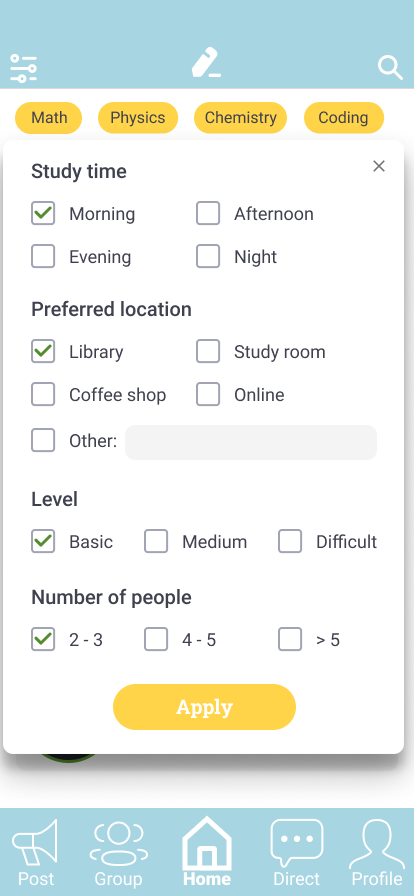 Math Physics Chemistry Coding
Study time
Morning Afternoon
Evening Night
Preferred location
Library Study room
Coffee shop Online
Other:
Level
Basic Medium Difficult
Number of people
2 - 3 4 - 5 > 5
Apply
Post Group Home Direct Profile